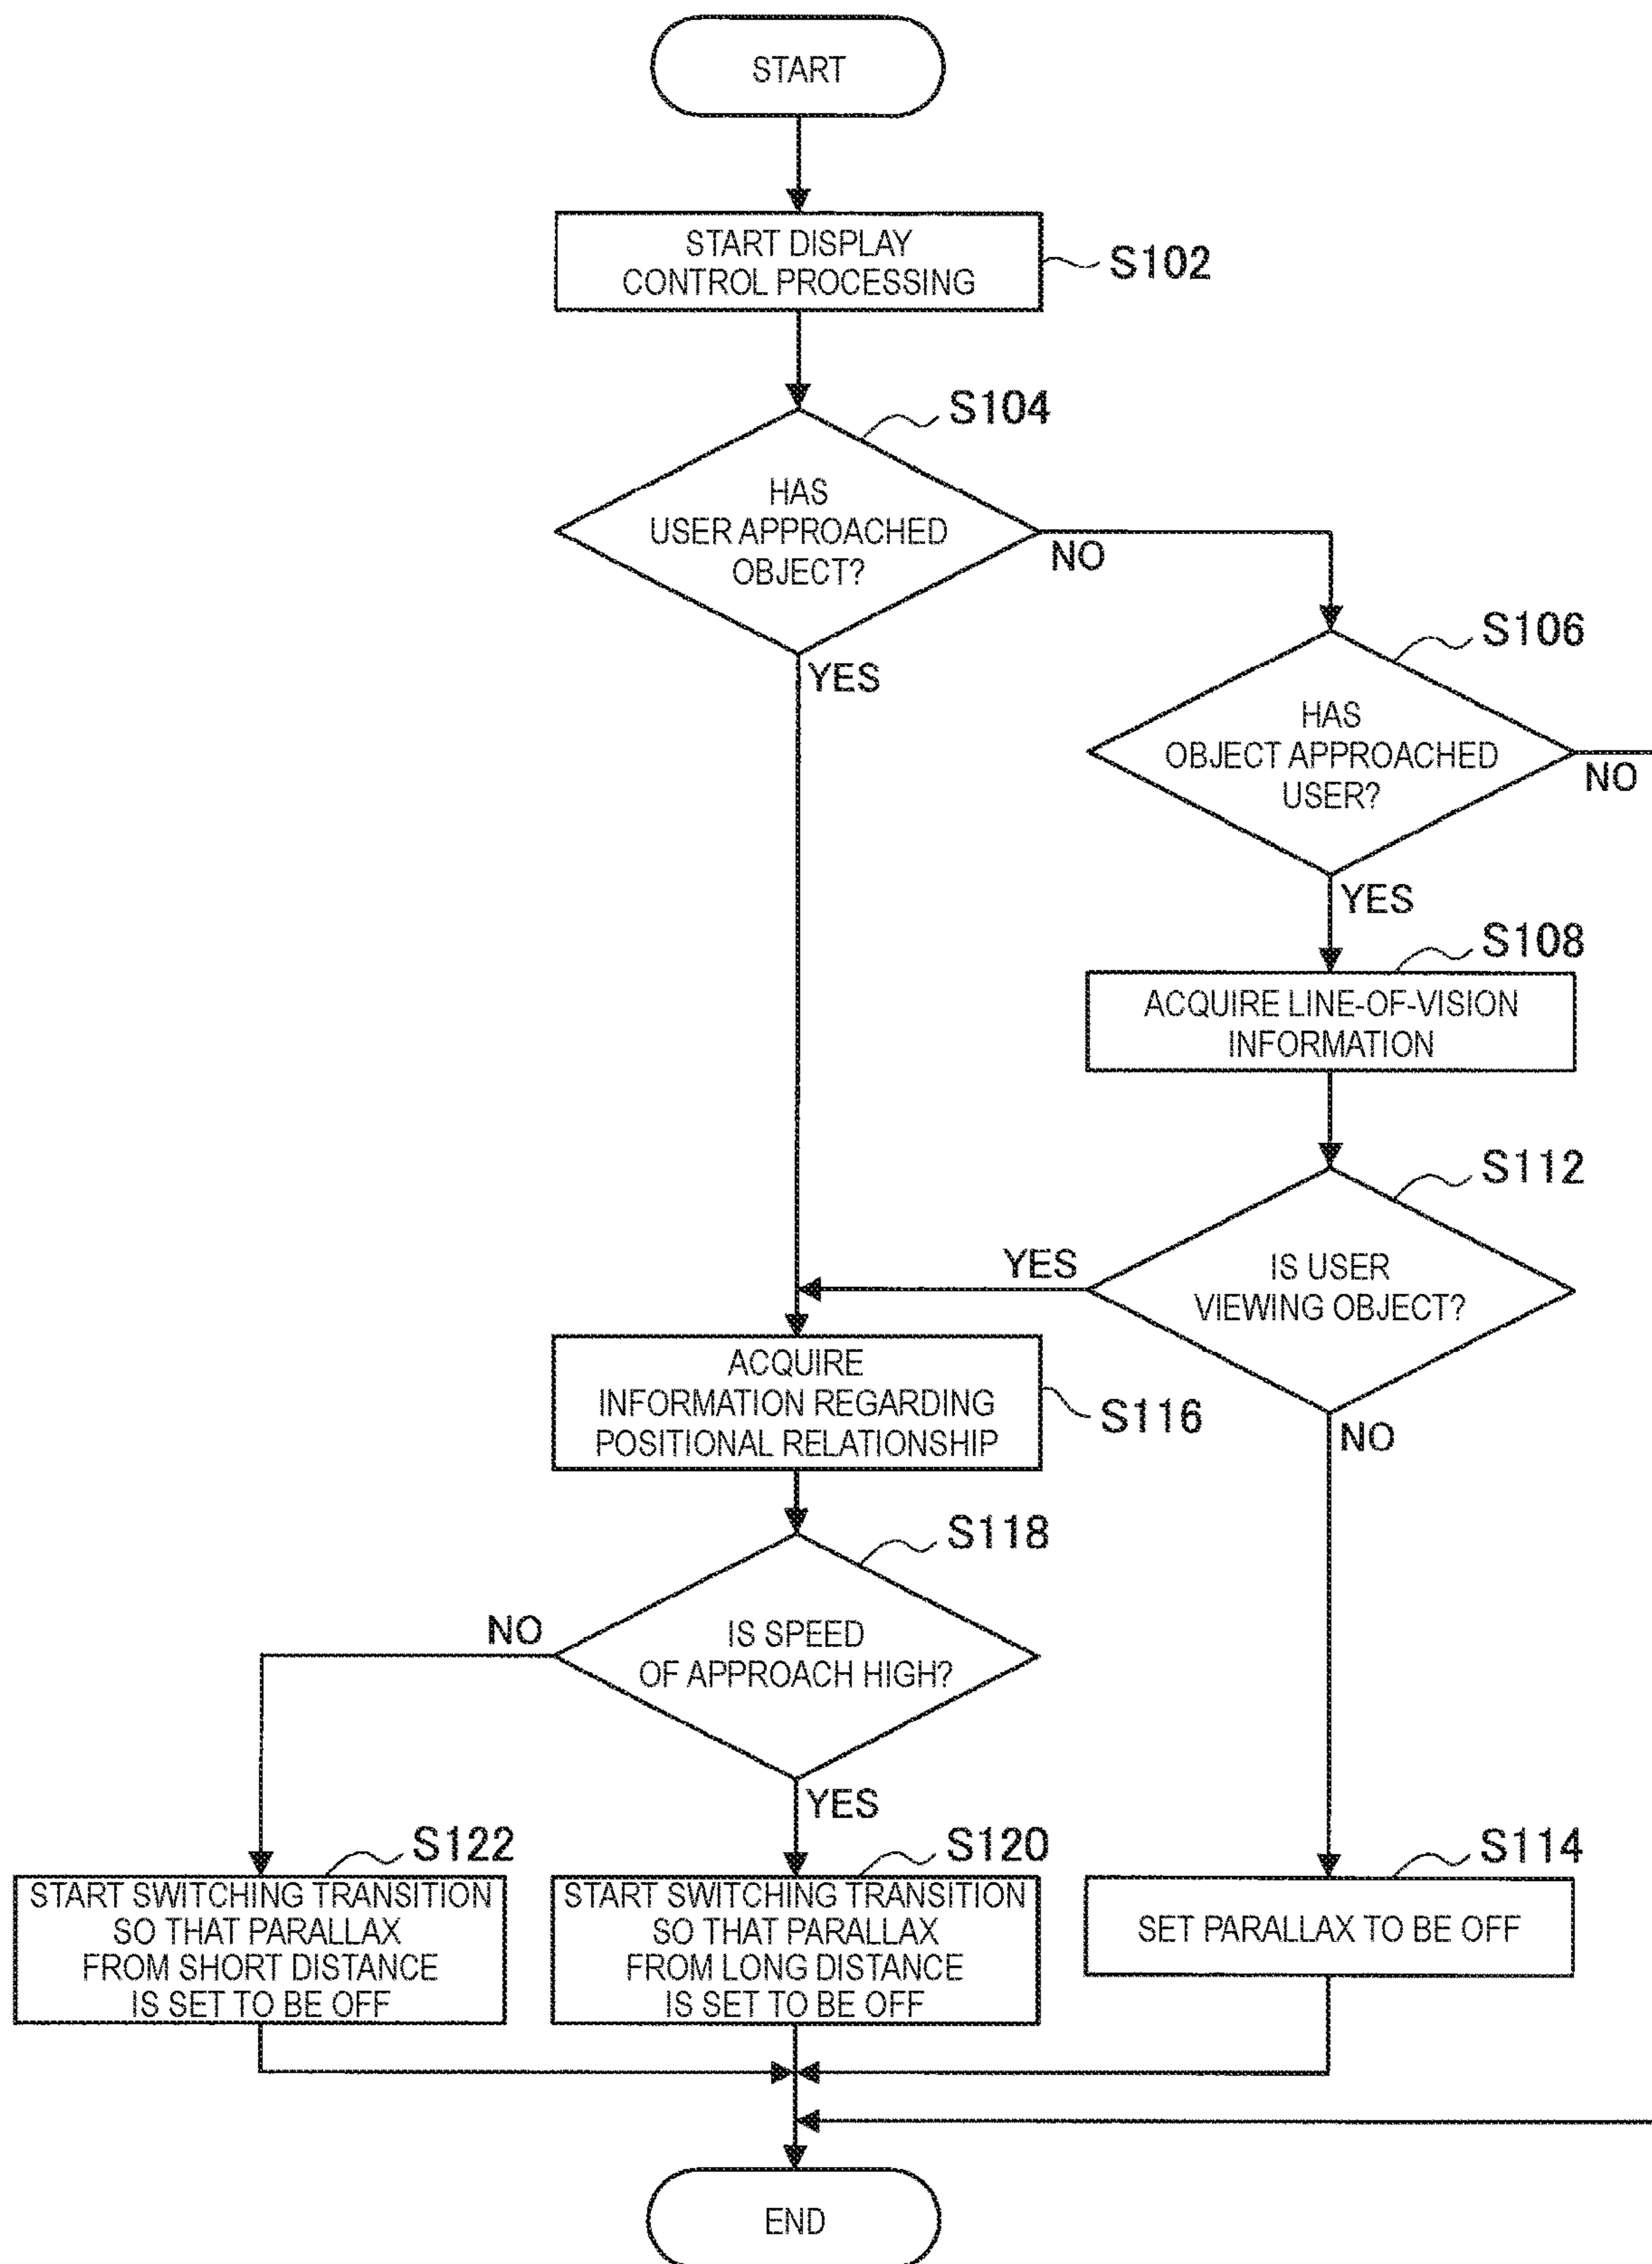 START
START DISPLAY
CONTROL PROCESSING
S102
S104
HAS
USER APPROACHED
OBJECT?
NO
YES
S106
HAS
OBJECT APPROACHED
USER?
NO
YES
S108
ACQUIRE LINE-OF-VISION
INFORMATION
S112
IS USER
VIEWING OBJECT?
YES
NO
ACQUIRE
INFORMATION REGARDING
POSITIONAL RELATIONSHIP
S116
S118
IS SPEED
OF APPROACH HIGH?
NO
YES
S122
START SWITCHING TRANSITION
SO THAT PARALLAX
FROM SHORT DISTANCE
IS SET TO BE OFF
S120
START SWITCHING TRANSITION
SO THAT PARALLAX
FROM LONG DISTANCE
IS SET TO BE OFF
S114
SET PARALLAX TO BE OFF
END